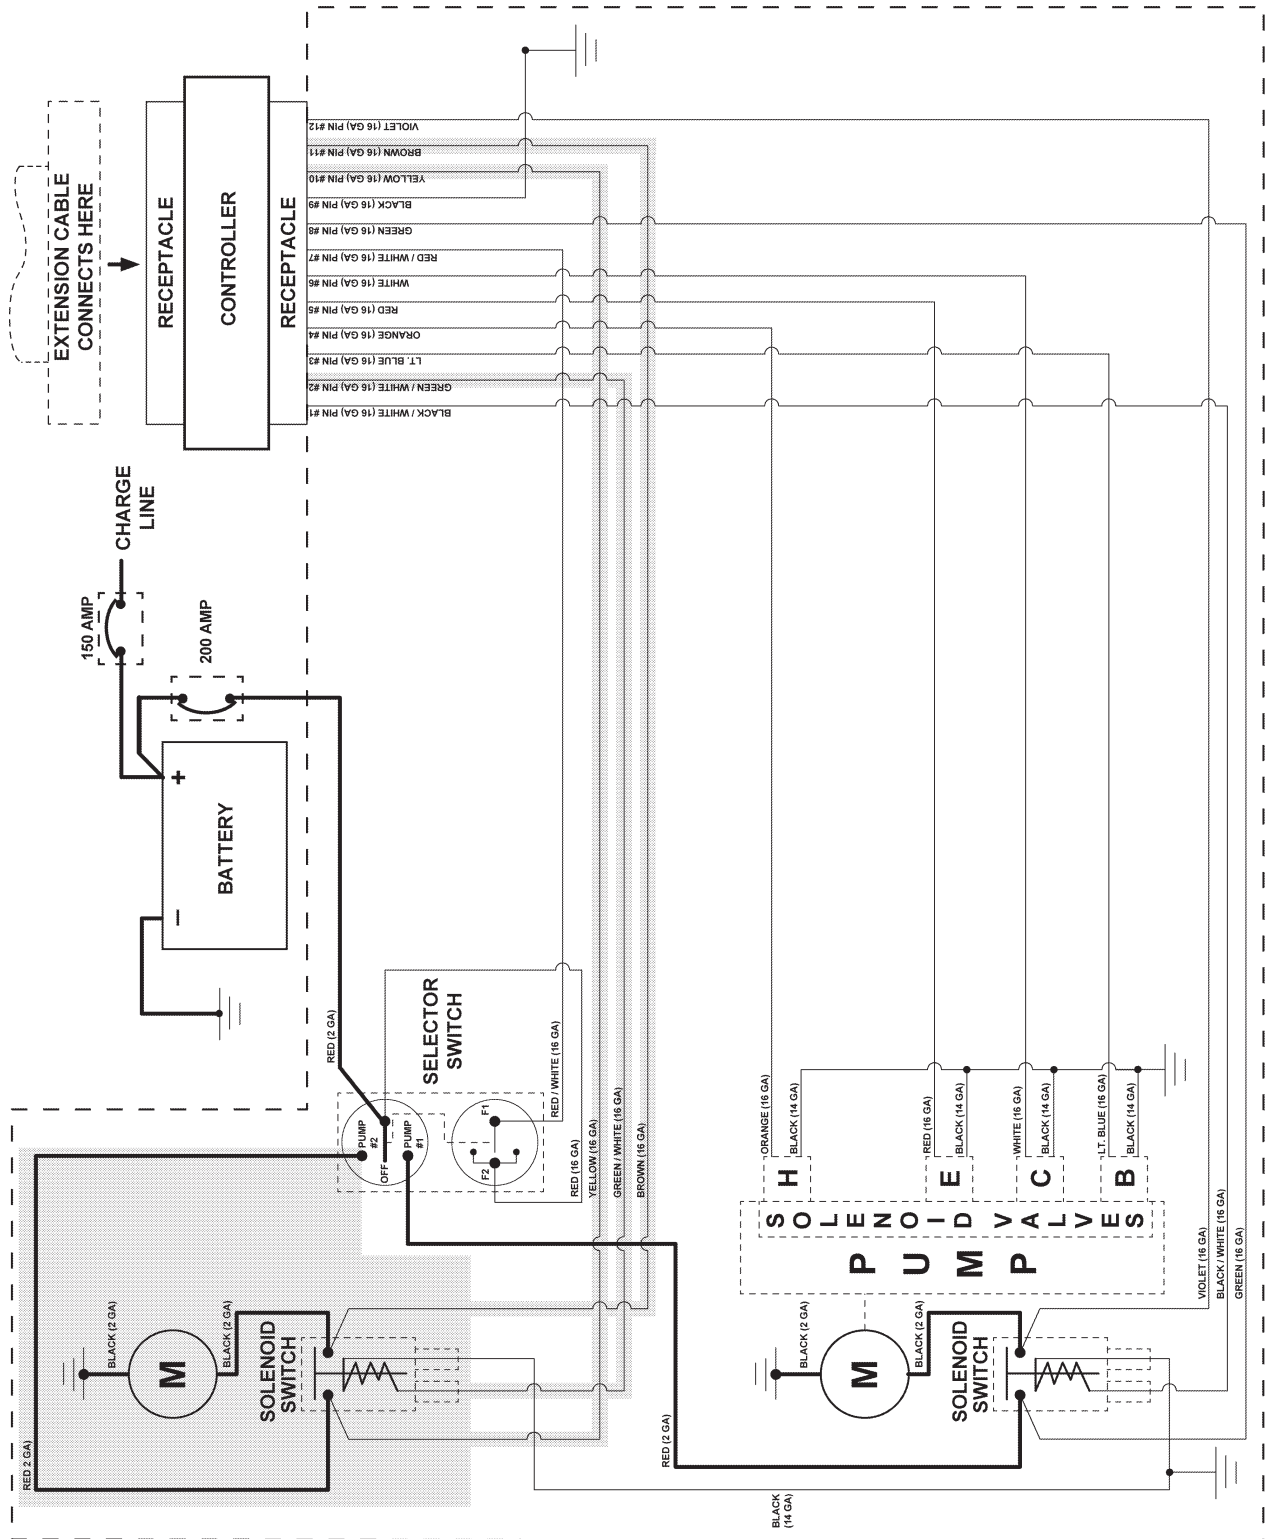 EXTENSION CABLE
CONNECTS HERE
RECEPTACLE
CONTROLLER
RECEPTACLE
VIOLET (16 GA) PIN #12
BROWN (16 GA) PIN #11
YELLOW (16 GA) PIN #10
BLACK (16 GA) PIN #9
GREEN (16 GA) PIN #8
RED / WHITE (16 GA) PIN #7
WHITE (16 GA) PIN #6
RED (16 GA) PIN #5
ORANGE (16 GA) PIN #4
LT. BLUE (16 GA) PIN #3
GREEN / WHITE (16 GA) PIN #2
BLACK / WHITE (16 GA) PIN #1
CHARGE
LINE
150 AMP
200 AMP
+
BATTERY
–
RED (2 GA)
SELECTOR
SWITCH
PUMP
#2
OFF
PUMP
#1
F1
F2
RED / WHITE (16 GA)
RED (16 GA)
YELLOW (16 GA)
GREEN / WHITE (16 GA)
BROWN (16 GA)
ORANGE (16 GA)
BLACK (14 GA)
RED (16 GA)
BLACK (14 GA)
WHITE (16 GA)
BLACK (14 GA)
LT. BLUE (16 GA)
BLACK (14 GA)
H
E
C
B
SOLENOID VALVES
PUMP
VIOLET (16 GA)
BLACK / WHITE (16 GA)
GREEN (16 GA)
RED 2 GA)
BLACK (2 GA)
M
BLACK (2 GA)
SOLENOID
SWITCH
RED (2 GA)
BLACK
(14 GA)
BLACK (2 GA)
M
BLACK (2 GA)
SOLENOID
SWITCH